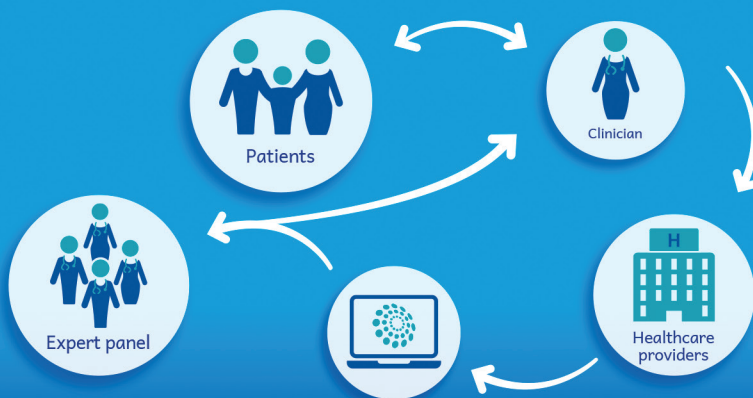 Patients
Clinician
H
Expert panel
Healthcare
providers